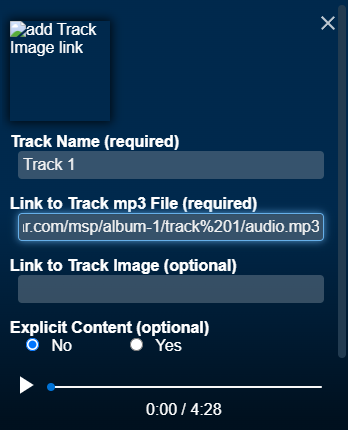 add Track
Image link
Track Name (required)
Track 1
Link to Track mp3 File (required)
r.com/msp/album-1/track%201/audio.mp3
Link to Track Image (optional)
Explicit Content (optional)
No Yes
0:00 / 4:28